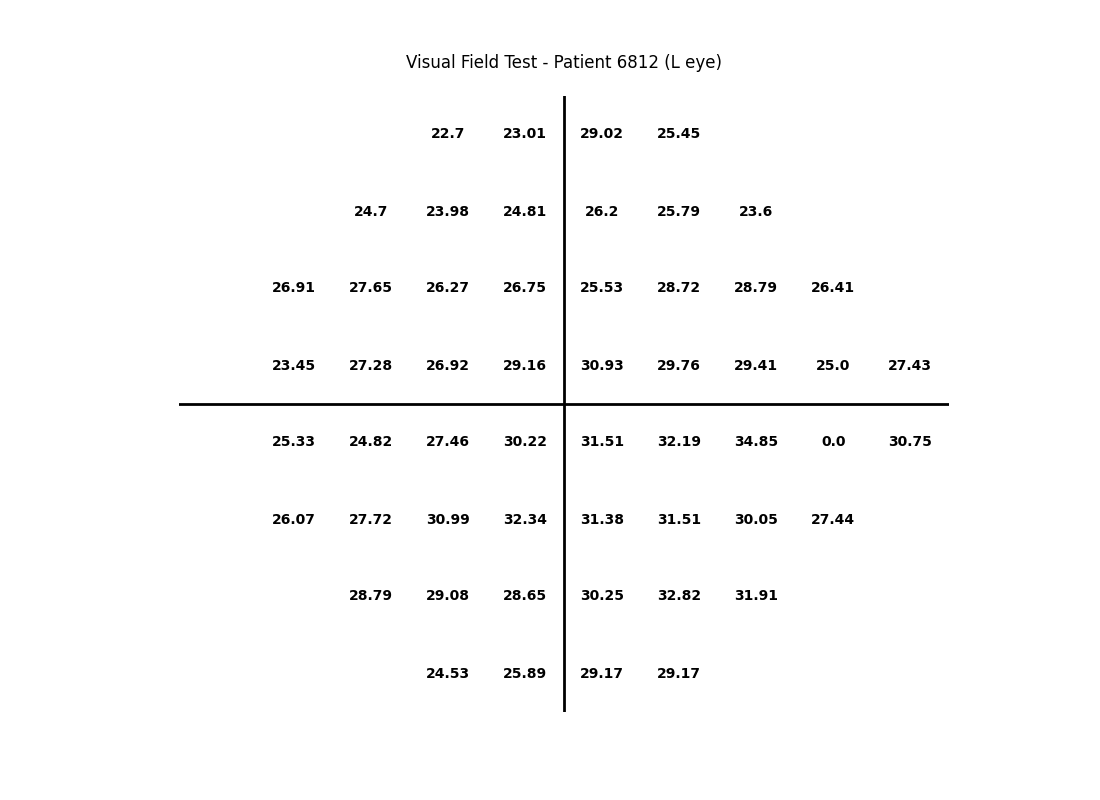 Visual Field Test - Patient 6812 (L eye)
22.7 23.01 29.02 25.45
24.7 23.98 24.81 26.2 25.79 23.6
26.91 27.65 26.27 26.75 25.53 28.72 28.79 26.41
23.45 27.28 26.92 29.16 30.93 29.76 29.41 25.0 27.43
25.33 24.82 27.46 30.22 31.51 32.19 34.85 0.0 30.75
26.07 27.72 30.99 32.34 31.38 31.51 30.05 27.44
28.79 29.08 28.65 30.25 32.82 31.91
24.53 25.89 29.17 29.17